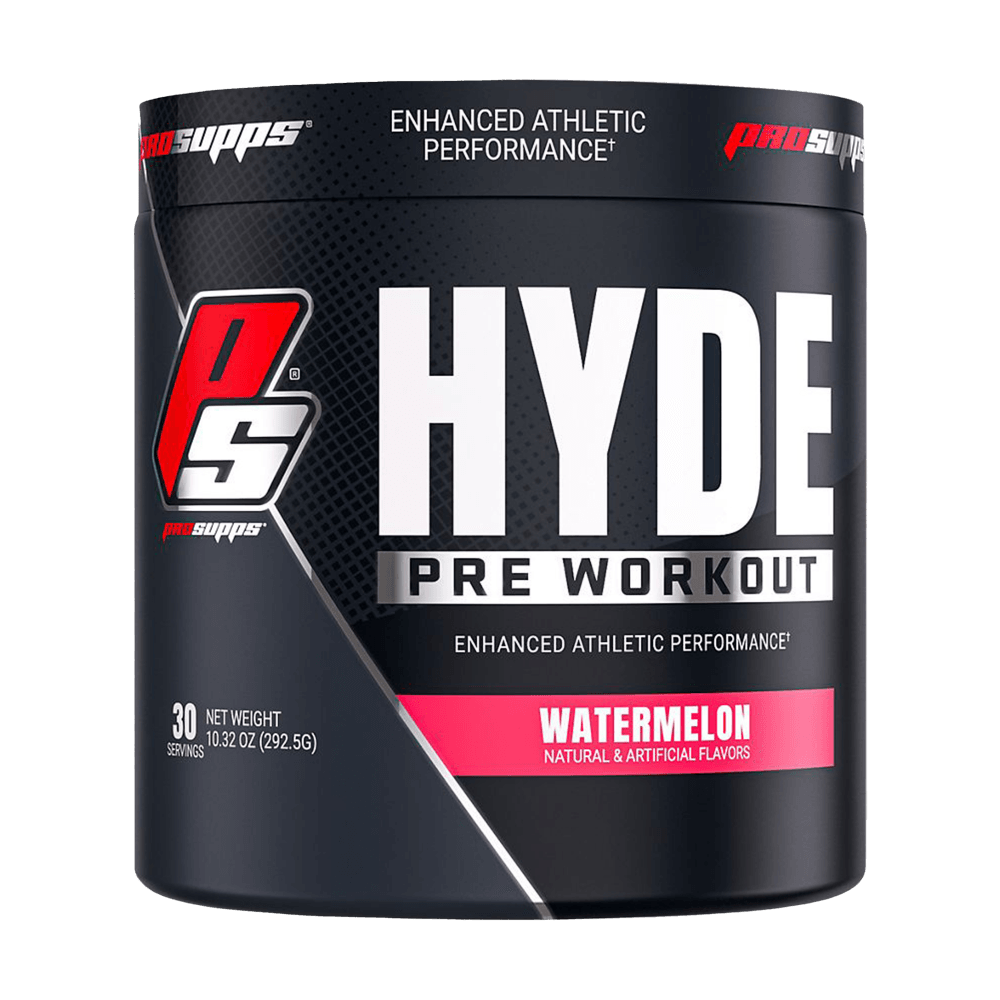 PROSUPPS®
ENHANCED ATHLETIC
PERFORMANCE†
PROSUPPS
PS®
PROSUPPS®
HYDE
PRE WORKOUT
ENHANCED ATHLETIC PERFORMANCE†
30
SERVINGS
NET WEIGHT
10.32 OZ (292.5G)
WATERMELON
NATURAL & ARTIFICIAL FLAVORS